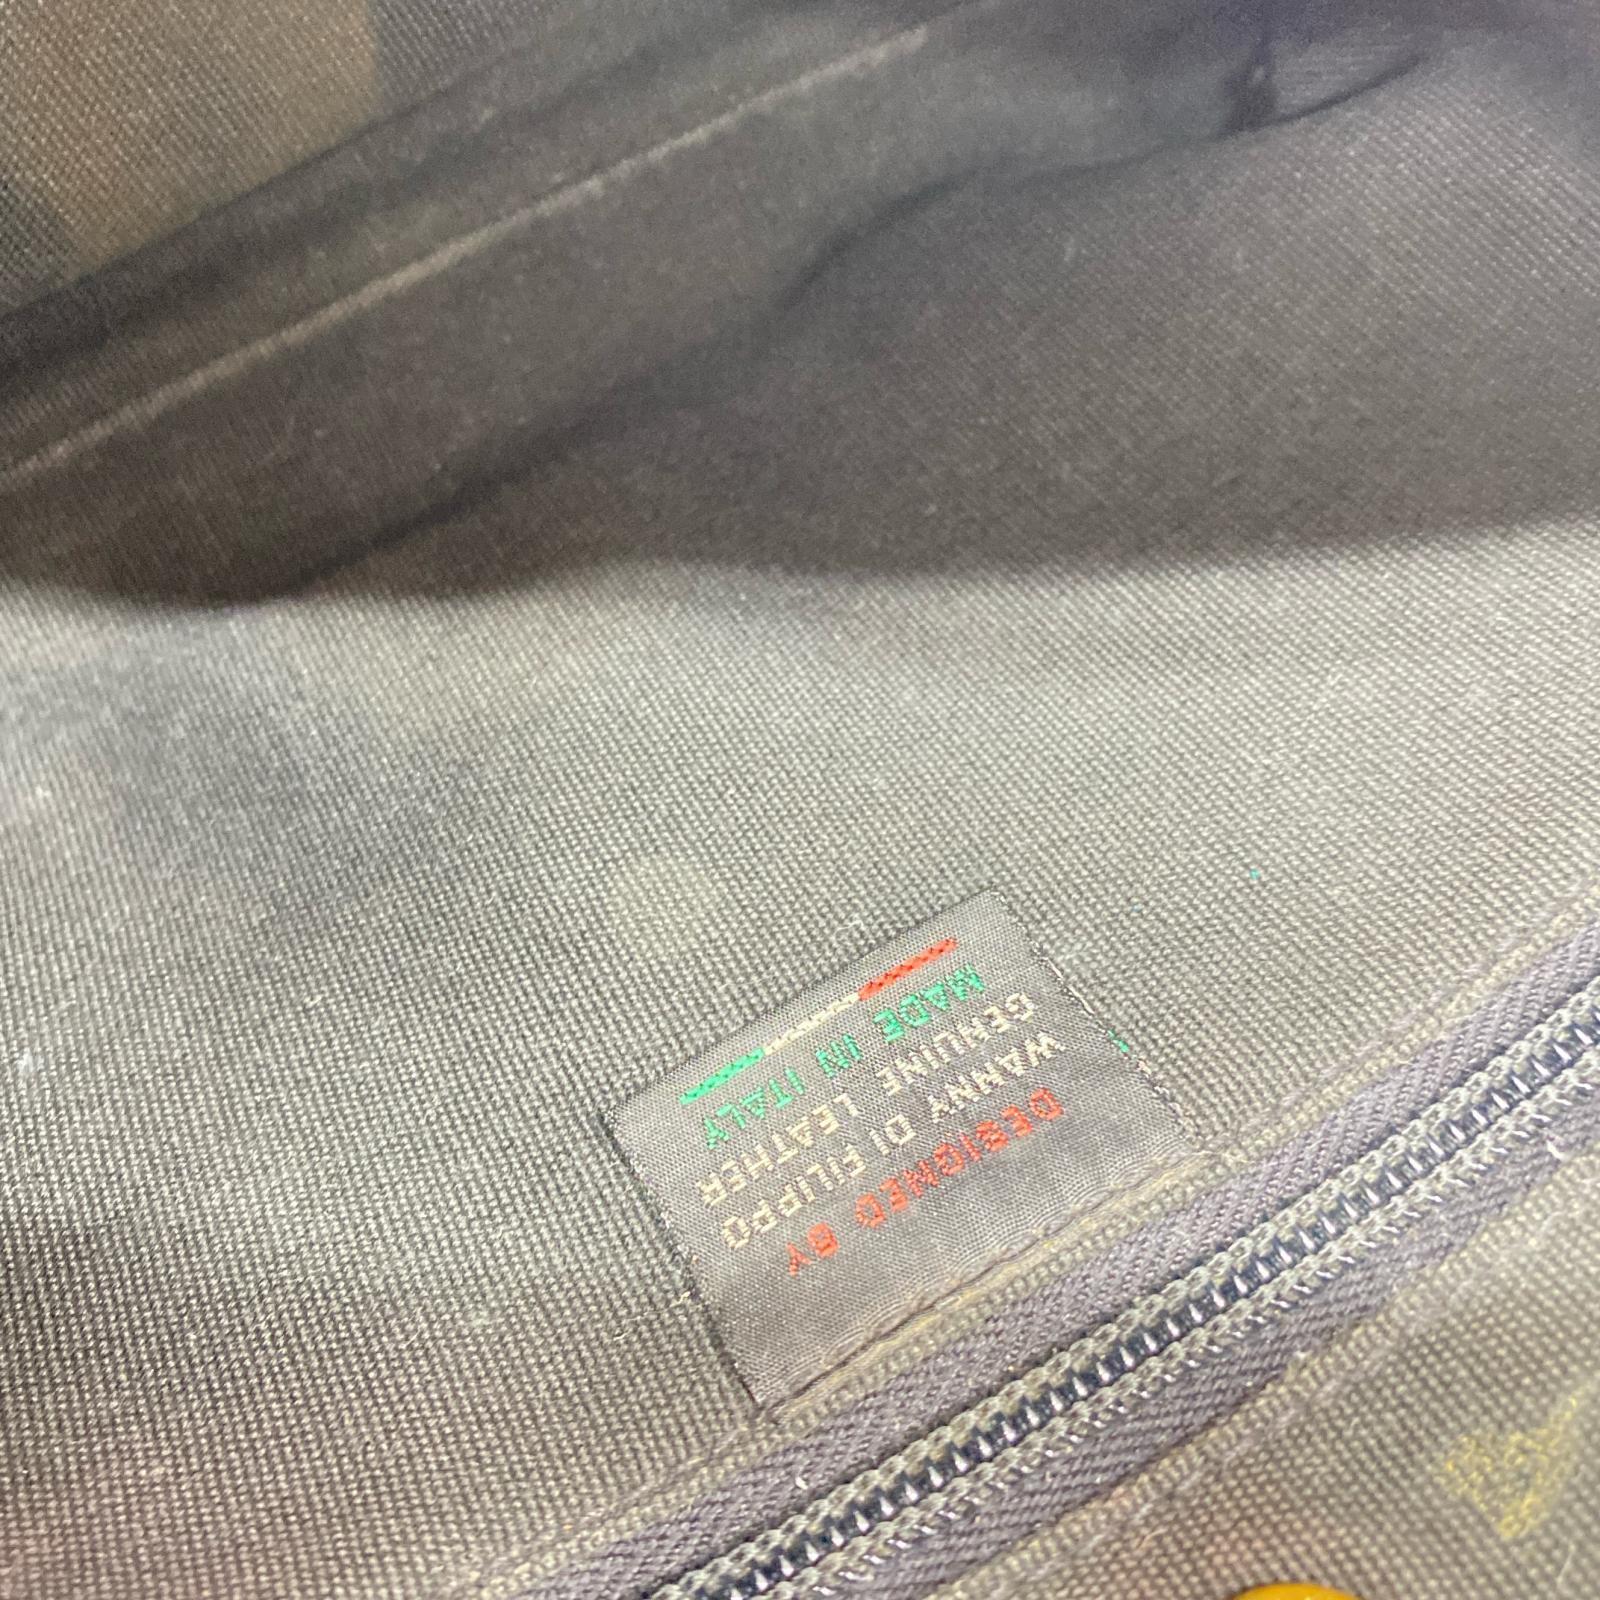 DESIGNED BY
WANNY DI FILIPPO
GENUINE LEATHER
MADE IN ITALY